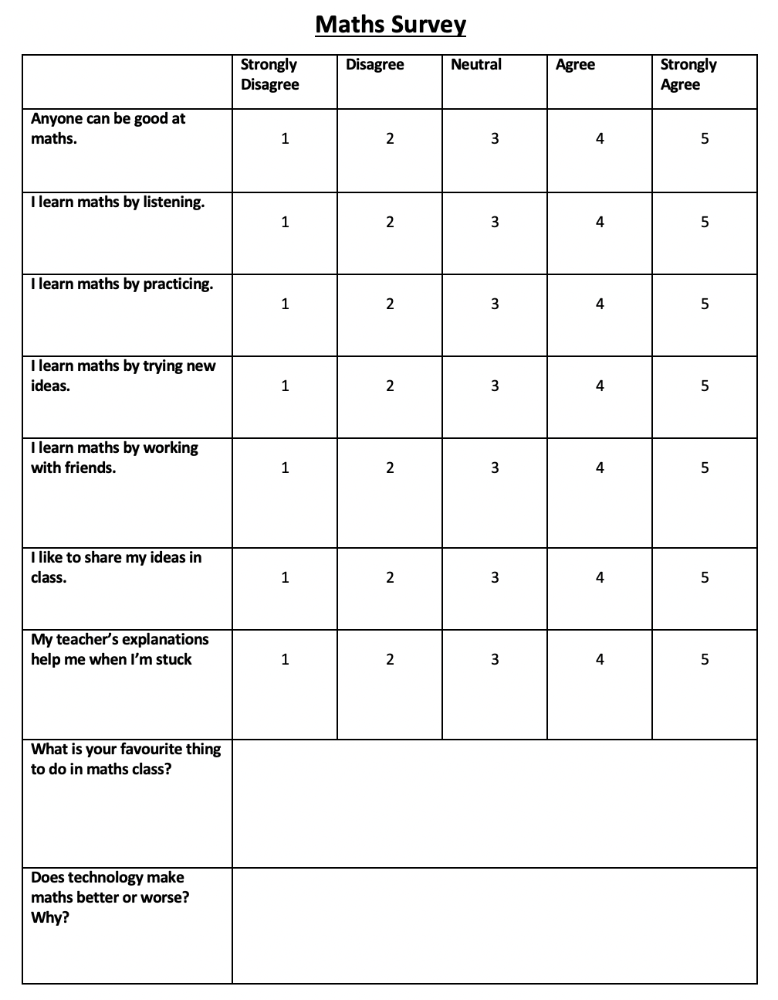 Maths Survey
Strongly Disagree Neutral Agree Strongly
Disagree Agree
Anyone can be good at
maths. 1 2 3 4 5
I learn maths by listening.
1 2 3 4 5
I learn maths by practicing.
1 2 3 4 5
I learn maths by trying new
ideas. 1 2 3 4 5
I learn maths by working
with friends. 1 2 3 4 5
I like to share my ideas in
class. 1 2 3 4 5
My teacher’s explanations
help me when I’m stuck 1 2 3 4 5
What is your favourite thing
to do in maths class?
Does technology make
maths better or worse?
Why?